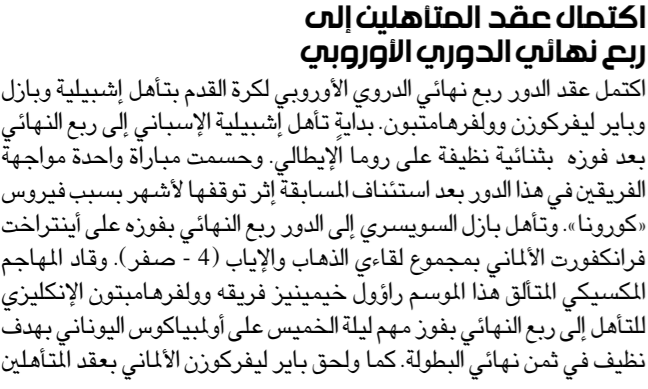 اكتمال عقد المتأهلين إلى
ربع نهائي الدوري الأوروبي
اكتمل عقد الدور ربع نهائي الدروي الأوروبي لكرة القدم بتأهل إشبيلية وبازل
وباير ليفركوزن وولفرهامتبون. بدايةٍ تأهل إشبيلية الإسباني إلى ربع النهائي
بعد فوزه بثنائية نظيفة على روما الإيطالي. وحسمت مباراة واحدة مواجهة
الفريقين في هذا الدور بعد استئناف المسابقة إثر توقفها لأشهر بسبب فيروس
«كورونا». وتأهل بازل السويسري إلى الدور ربع النهائي بفوزه على أينتراخت
فرانكفورت الألماني بمجموع لقاءي الذهاب والإياب (4 - صفر). وقاد المهاجم
المكسيكي المتألق هذا الموسم راؤول خيمينيز فريقه وولفرهامبتون الإنكليزي
للتأهل إلى ربع النهائي بفوز مهم ليلة الخميس على أولمبياكوس اليوناني بهدف
نظيف في ثمن نهائي البطولة. كما ولحق باير ليفركوزن الألماني بعقد المتأهلين